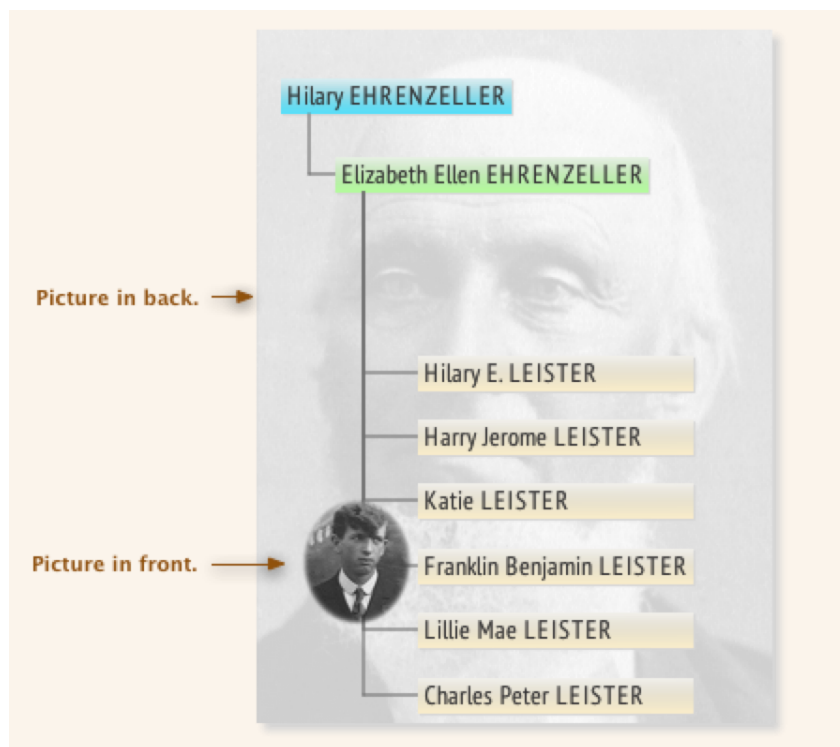 Hilary EHRENZELLER
Elizabeth Ellen EHRENZELLER
Picture in back.
Hilary E. LEISTER
Harry Jerome LEISTER
Katie LEISTER
Picture in front.
Franklin Benjamin LEISTER
Lillie Mae LEISTER
Charles Peter LEISTER